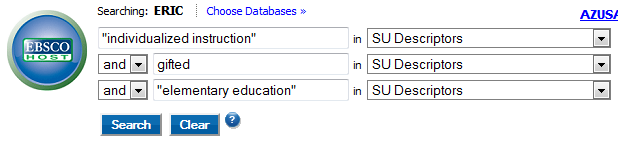 Searching: ERIC Choose Databases » AZUSA
EBSCO
HOST
"individualized instruction" in SU Descriptors
and gifted in SU Descriptors
and "elementary education" in SU Descriptors
Search Clear ?